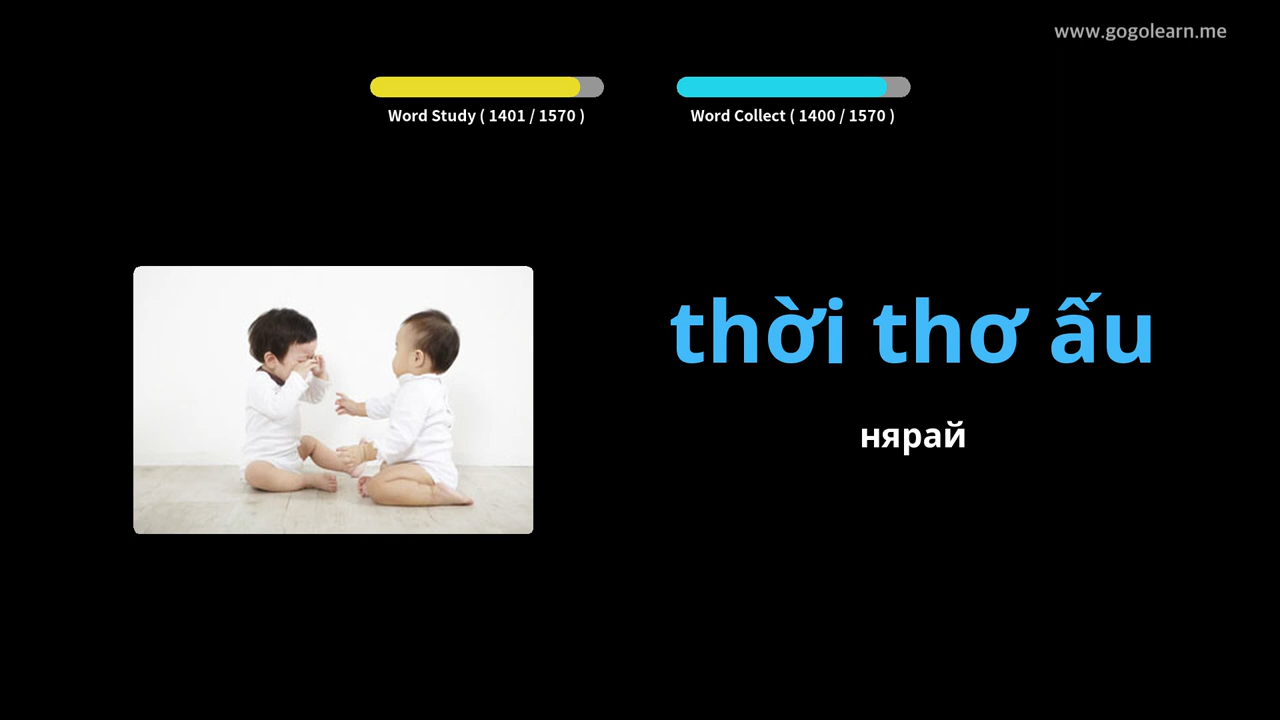 www.gogolearn.me
Word Study ( 1401 / 1570 )
Word Collect ( 1400 / 1570 )
thời thơ ấu
нярай